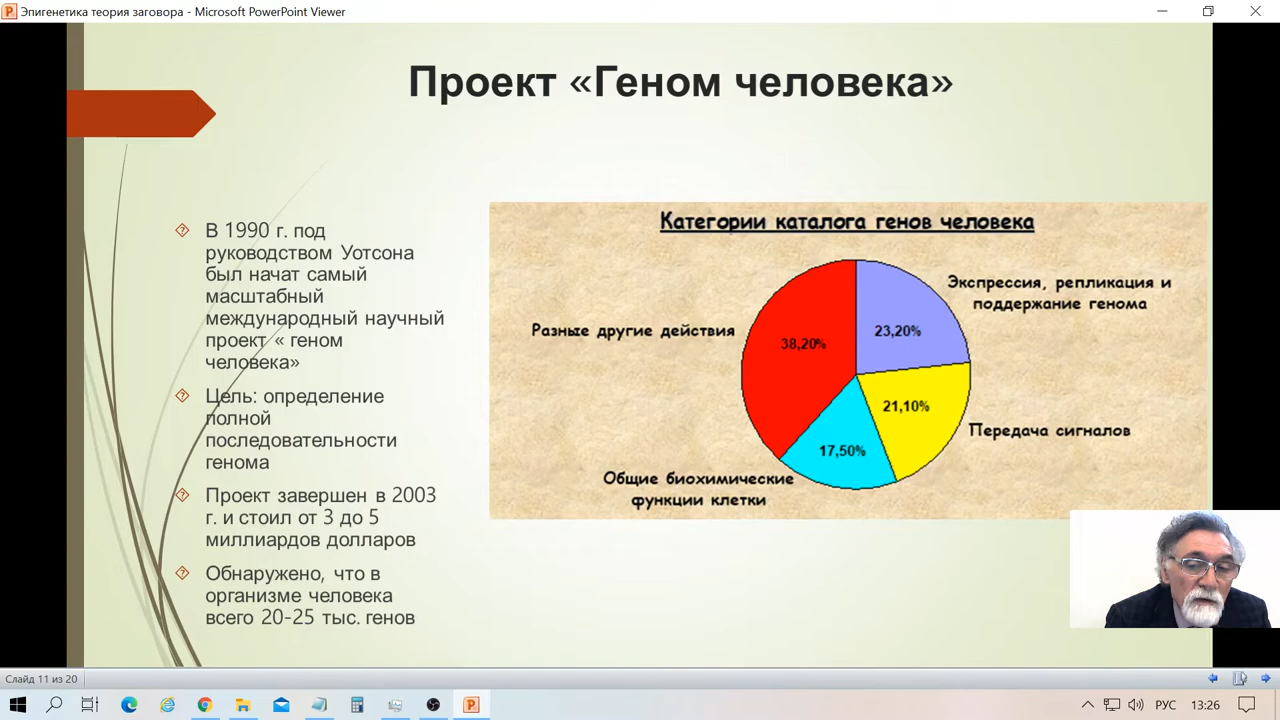 Эпигенетика теория заговора - Microsoft PowerPoint Viewer
Проект «Геном человека»
В 1990 г. под
руководством Уотсона
был начат самый
масштабный
международный научный
проект « геном
человека»
Цель: определение
полной
последовательности
генома
Проект завершен в 2003
г. и стоил от 3 до 5
миллиардов долларов
Обнаружено, что в
организме человека
всего 20-25 тыс. генов
Категории каталога генов человека
Экспрессия, репликация и
поддержание генома
Разные другие действия
38,20%
23,20%
21,10%
Передача сигналов
17,50%
Общие биохимические
функции клетки
Слайд 11 из 20
РУС
13:26